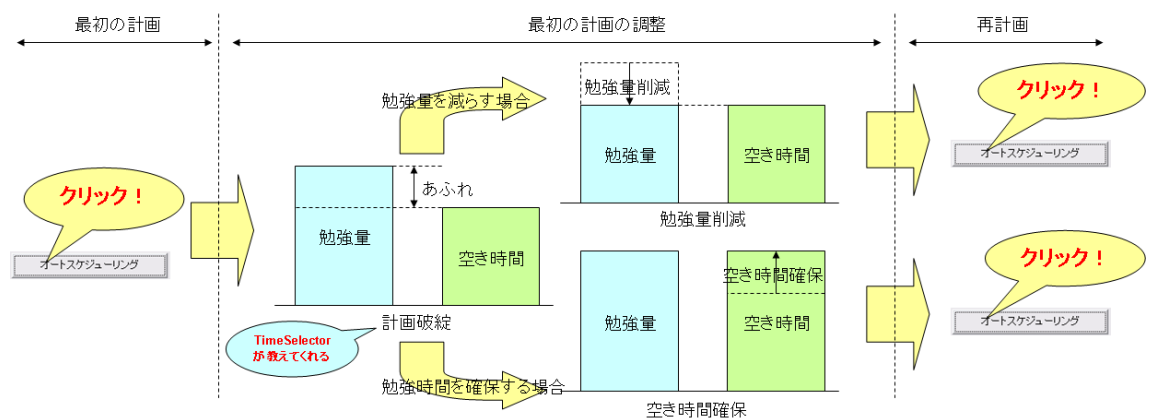 最初の計画
最初の計画の調整
再計画
クリック！
オートスケジューリング
勉強量を減らす場合
あふれ
勉強量
空き時間
計画破綻
TimeSelector
が教えてくれる
勉強時間を確保する場合
勉強量削減
勉強量
空き時間
勉強量削減
空き時間確保
勉強量
空き時間
空き時間確保
クリック！
オートスケジューリング
クリック！
オートスケジューリング